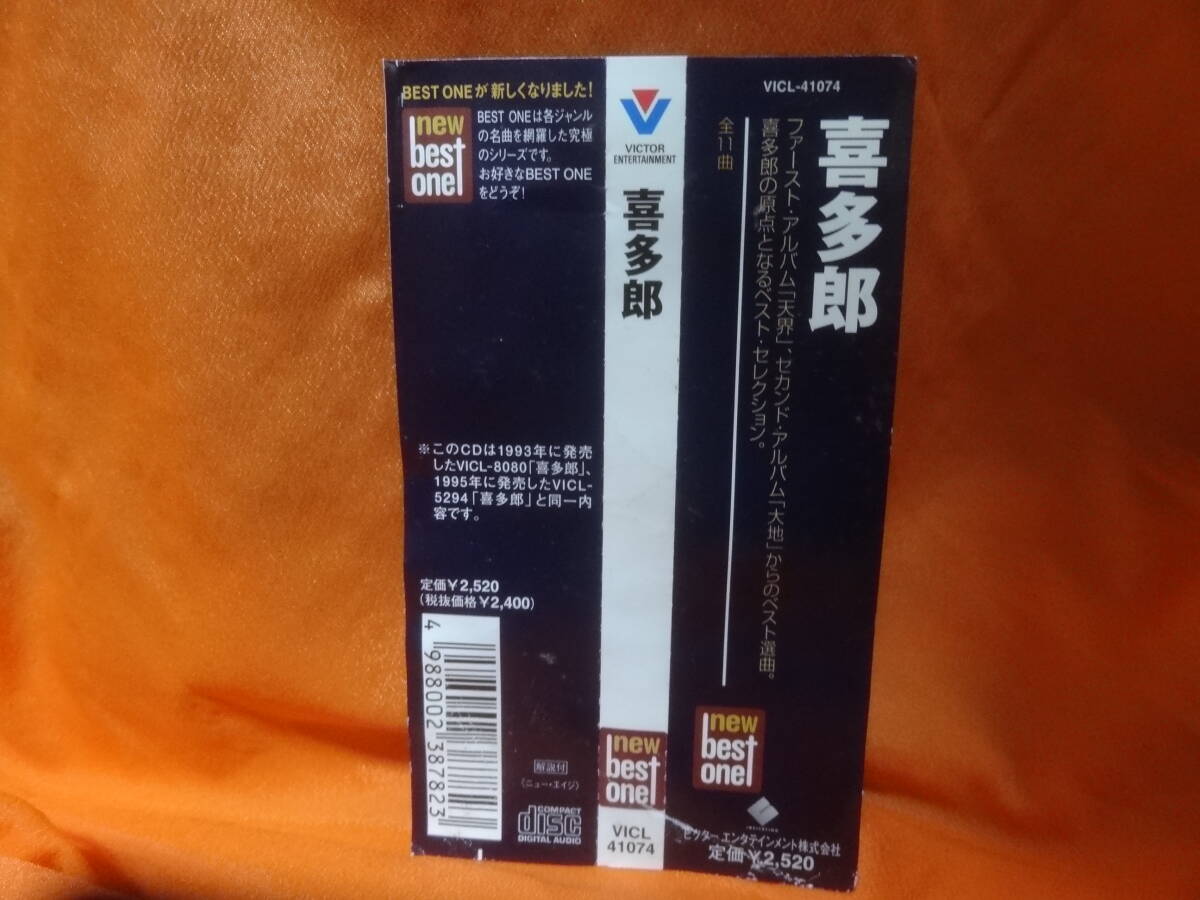 BEST ONEが新しくなりました!
new
best
one
BEST ONEは各ジャンル
の名曲を網羅した究極
のシリーズです。
お好きなBEST ONE
をどうぞ!
※このCDは1993年に発売
したVICL-8080「喜多郎」、
1995年に発売したVICL-
5294「喜多郎」と同一内
容です。
定価¥2,520
(税抜価格¥2,400)
4 988002 387823
解説付
〈ニュー・エイジ〉
COMPACT
disc
DIGITAL AUDIO
VICTOR
ENTERTAINMENT
喜多郎
new
best
one
VICL
41074
VICL-41074
喜多郎
ファースト・アルバム「天界」、セカンド・アルバム「大地」からのベスト選曲。
喜多郎の原点となるベスト・セレクション。
全11曲
new
best
one
ビクター エンタテインメント株式会社
定価¥2,520